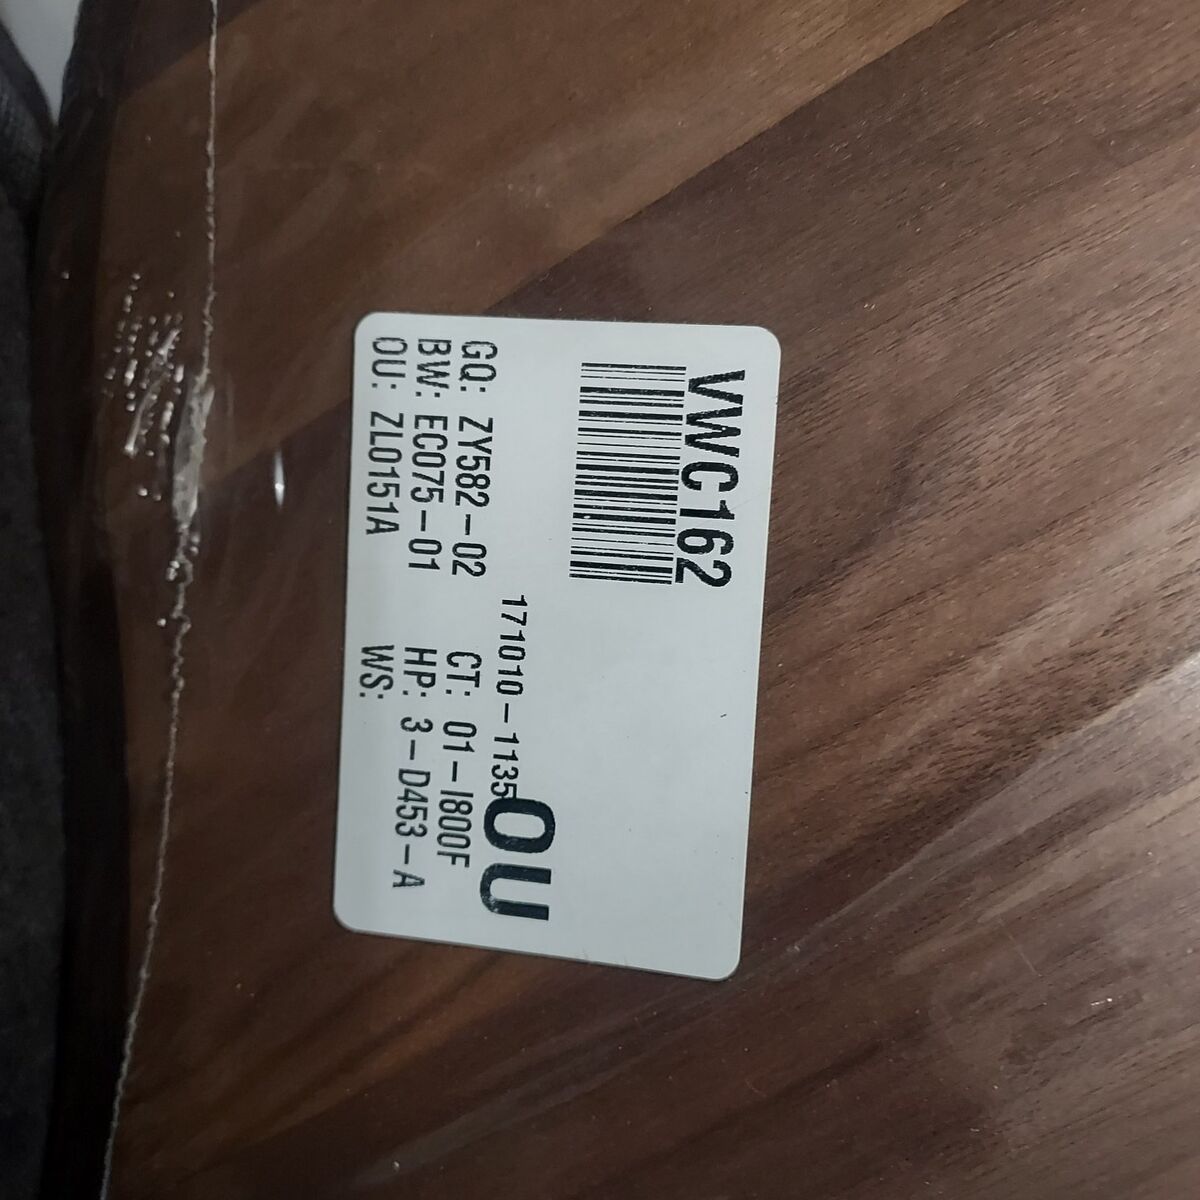 VWC162
OU
171010-1135
GQ: ZY582-02 CT: 01-I800F
BW: EC075-01 HP: 3-D453-A
OU: ZL0151A WS: